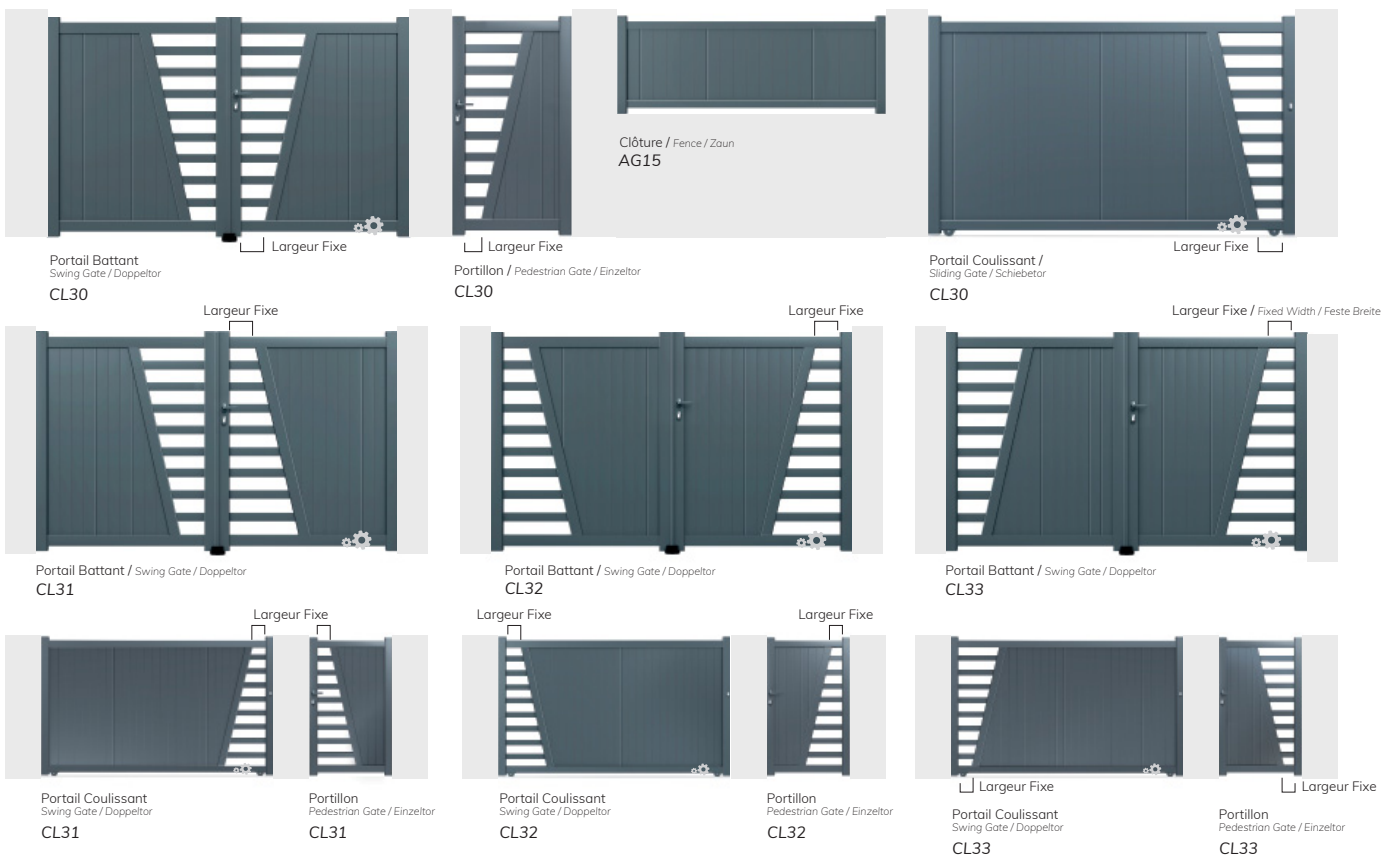 Largeur Fixe
Portail Battant
Swing Gate / Doppeltor
CL30
Largeur Fixe
Portillon / Pedestrian Gate / Einzeltor
CL30
Clôture / Fence / Zaun
AG15
Largeur Fixe
Portail Coulissant /
Sliding Gate / Schiebetor
CL30
Largeur Fixe
Portail Battant / Swing Gate / Doppeltor
CL31
Largeur Fixe
Portail Battant / Swing Gate / Doppeltor
CL32
Largeur Fixe / Fixed Width / Feste Breite
Portail Battant / Swing Gate / Doppeltor
CL33
Largeur Fixe
Portail Coulissant
Swing Gate / Doppeltor
CL31
Portillon
Pedestrian Gate / Einzeltor
CL31
Largeur Fixe
Portail Coulissant
Swing Gate / Doppeltor
CL32
Largeur Fixe
Portillon
Pedestrian Gate / Einzeltor
CL32
Largeur Fixe
Portail Coulissant
Swing Gate / Doppeltor
CL33
Largeur Fixe
Portillon
Pedestrian Gate / Einzeltor
CL33